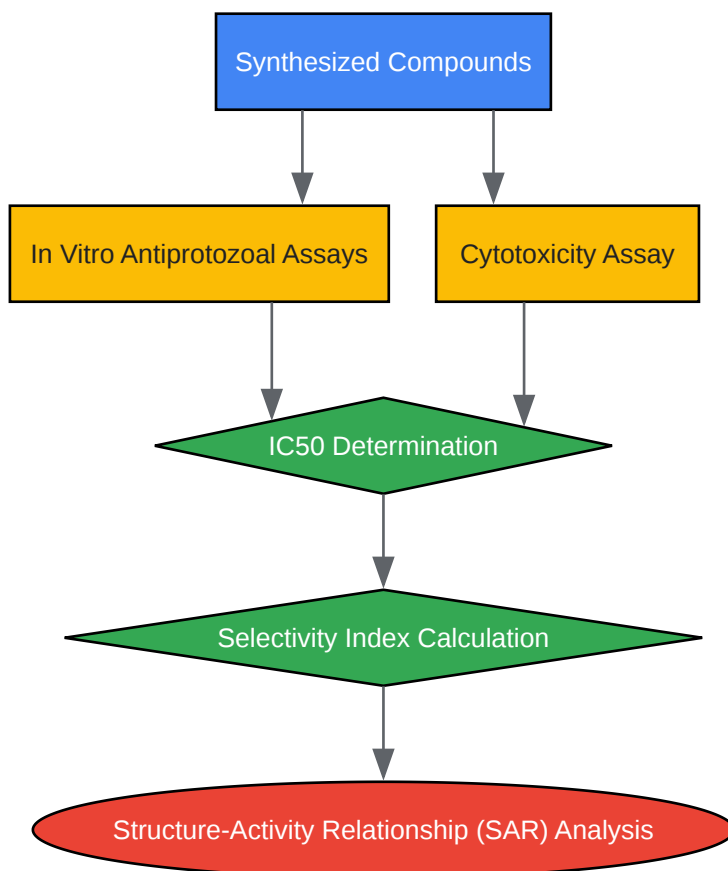 Synthesized Compounds
In Vitro Antiprotozoal Assays
Cytotoxicity Assay
IC50 Determination
Selectivity Index Calculation
Structure-Activity Relationship (SAR) Analysis